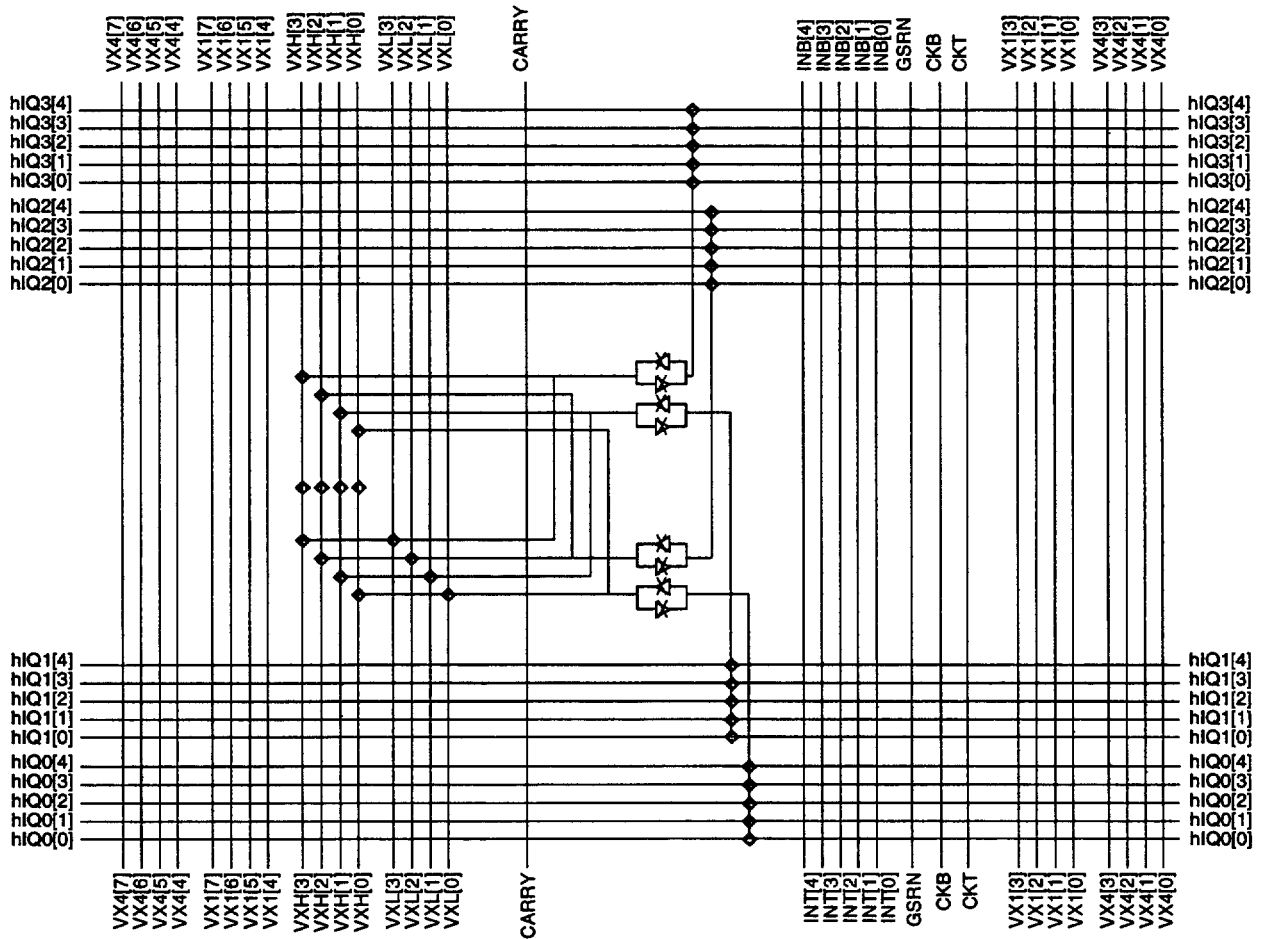 VX4[7]
VX4[6]
VX4[5]
VX4[4]
VX1[7]
VX1[6]
VX1[5]
VX1[4]
VXH[3]
VXH[2]
VXH[1]
VXH[0]
VXL[3]
VXL[2]
VXL[1]
VXL[0]
CARRY
INB[4]
INB[3]
INB[2]
INB[1]
INB[0]
GSRN
CKB
CKT
VX1[3]
VX1[2]
VX1[1]
VX1[0]
VX4[3]
VX4[2]
VX4[1]
VX4[0]
hIQ3[4] hIQ3[4]
hIQ3[3] hIQ3[3]
hIQ3[2] hIQ3[2]
hIQ3[1] hIQ3[1]
hIQ3[0] hIQ3[0]
hIQ2[4] hIQ2[4]
hIQ2[3] hIQ2[3]
hIQ2[2] hIQ2[2]
hIQ2[1] hIQ2[1]
hIQ2[0] hIQ2[0]
hIQ1[4] hIQ1[4]
hIQ1[3] hIQ1[3]
hIQ1[2] hIQ1[2]
hIQ1[1] hIQ1[1]
hIQ1[0] hIQ1[0]
hIQ0[4] hIQ0[4]
hIQ0[3] hIQ0[3]
hIQ0[2] hIQ0[2]
hIQ0[1] hIQ0[1]
hIQ0[0] hIQ0[0]
VX4[7]
VX4[6]
VX4[5]
VX4[4]
VX1[7]
VX1[6]
VX1[5]
VX1[4]
VXH[3]
VXH[2]
VXH[1]
VXH[0]
VXL[3]
VXL[2]
VXL[1]
VXL[0]
CARRY
INT[4]
INT[3]
INT[2]
INT[1]
INT[0]
GSRN
CKB
CKT
VX1[3]
VX1[2]
VX1[1]
VX1[0]
VX4[3]
VX4[2]
VX4[1]
VX4[0]